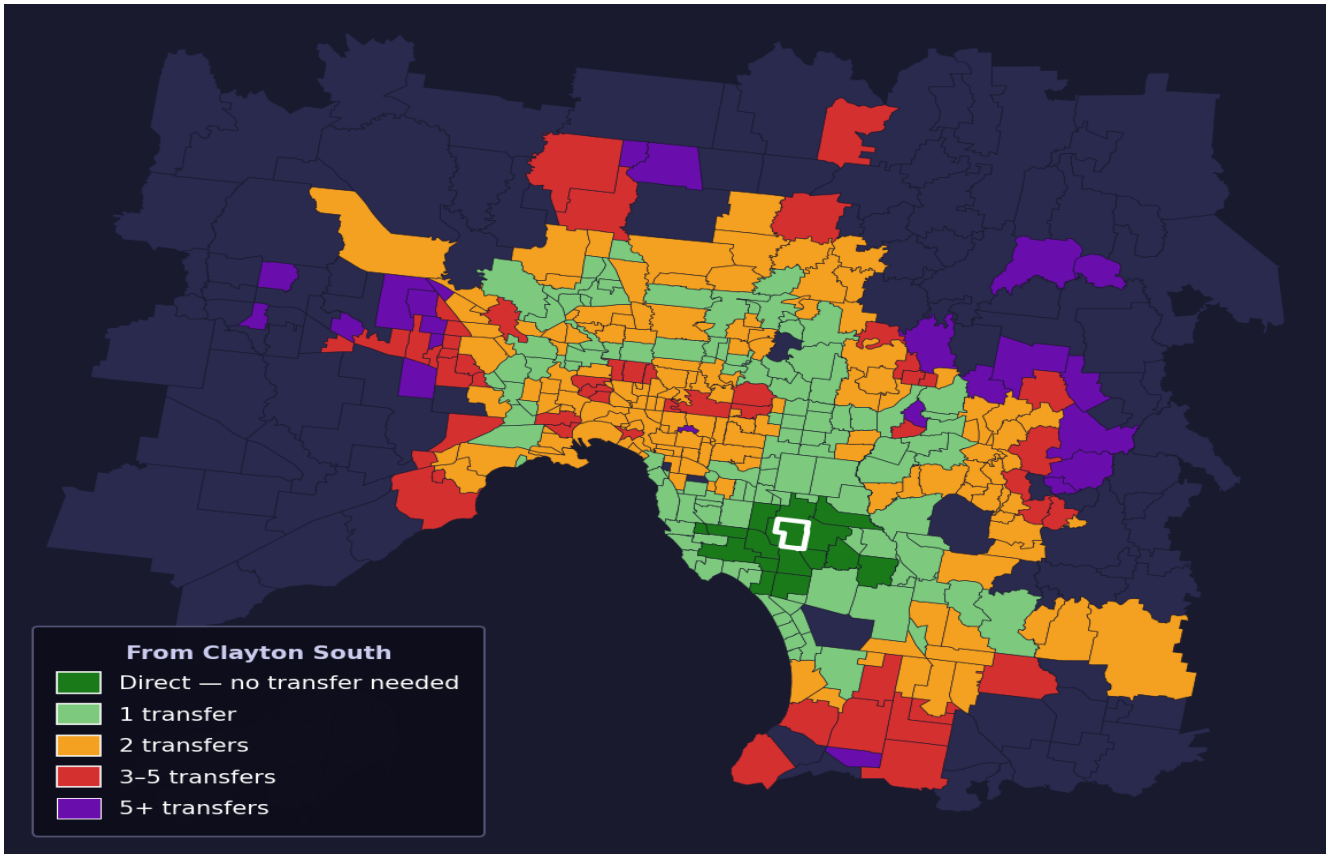 From Clayton South
Direct — no transfer needed
1 transfer
2 transfers
3–5 transfers
5+ transfers